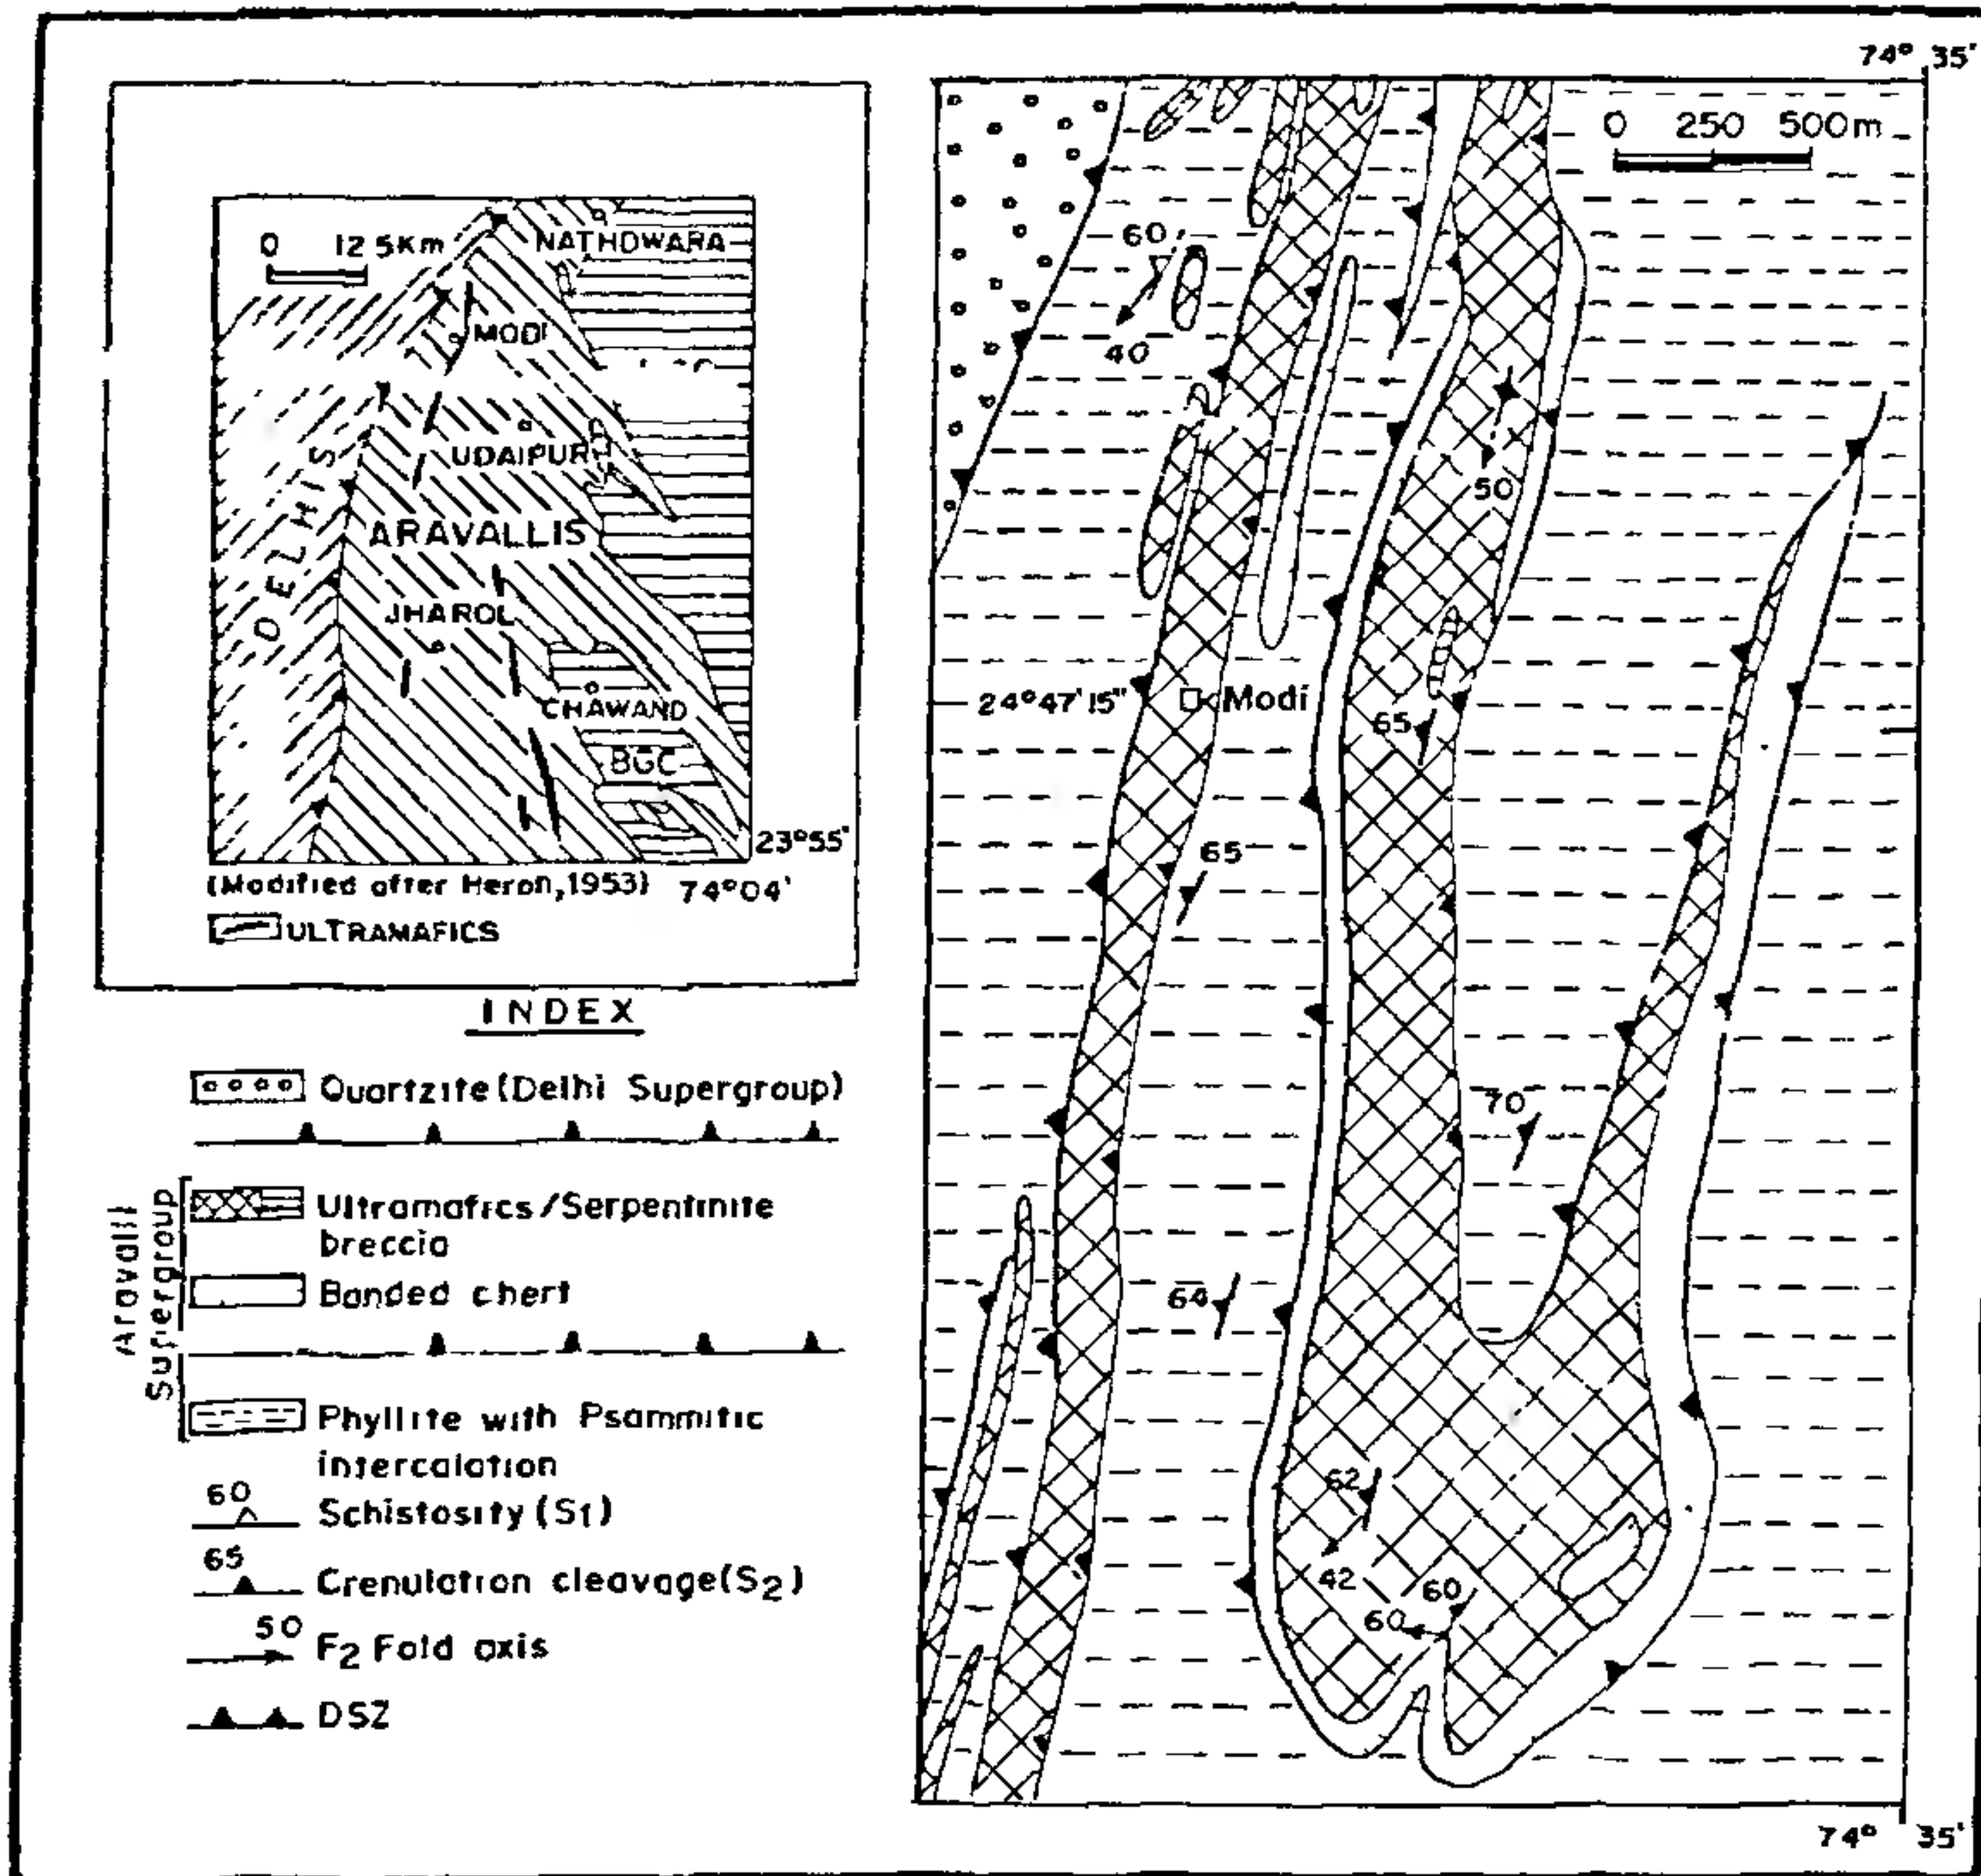 74° 35'
0 250 500m
0 12 5Km
NATHDWARA
MODI
UDAIPUR
DELHIS
ARAVALLIS
JHAROL
CHAWAND
BGC
23°55'
(Modified after Heron,1953) 74°04'
ULTRAMAFICS
INDEX
Quartzite (Delhi Supergroup)
Aravalli
Supergroup
Ultramafics/Serpentinite
breccia
Banded chert
Phyllite with Psammitic
intercalation
60
Schistosity (S1)
65
Crenulation cleavage (S2)
50
F2 Fold axis
DSZ
60
40
50
24°47'15"
Modi
65
65
70
64
62
42
60
60
74° 35'